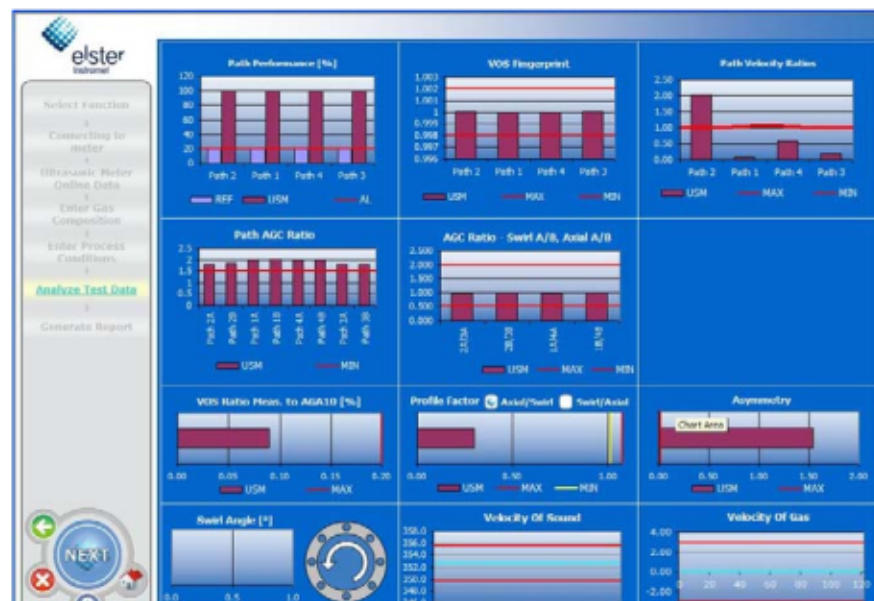 elster
Instromet
Select Function
Connecting to
meter
Ultrasonic Meter
Online Data
Enter Gas
Composition
Enter Process
Conditions
Analyze Test Data
Generate Report
NEXT
Path Performance [%]
120
100
80
60
40
20
0
Path 2 Path 1 Path 4 Path 3
REF USM AL
VOS Fingerprint
1.003
1.002
1.001
1
0.999
0.998
0.997
0.996
Path 2 Path 1 Path 4 Path 3
USM MAX MIN
Path Velocity Ratios
2.50
2.00
1.50
1.00
0.50
0.00
Path 2 Path 1 Path 4 Path 3
USM MAX MIN
Path AGC Ratio
2.5
2
1.5
1
0.5
0
Path 2A Path 2B Path 1A Path 1B Path 4A Path 4B Path 3B
USM MIN
AGC Ratio - Swirl A/B, Axial A/B
2.500
2.000
1.500
1.000
0.500
0.000
USM MAX MIN
VOS Ratio Meas. to AGA10 [%]
0.00 0.05 0.10 0.15 0.20
USM MAX
Profile Factor Axial/Swirl Swirl/Axial
0.00 0.50 1.00
USM MAX MIN
Asymmetry
Chart Area
0.00 0.50 1.00 1.50 2.00
USM MAX
Swirl Angle [°]
0.0 0.5 1.0
Velocity Of Sound
358.0
356.0
354.0
352.0
350.0
348.0
Velocity Of Gas
4.00
2.00
0.00
-2.00
0 20 40 60 80 100 120